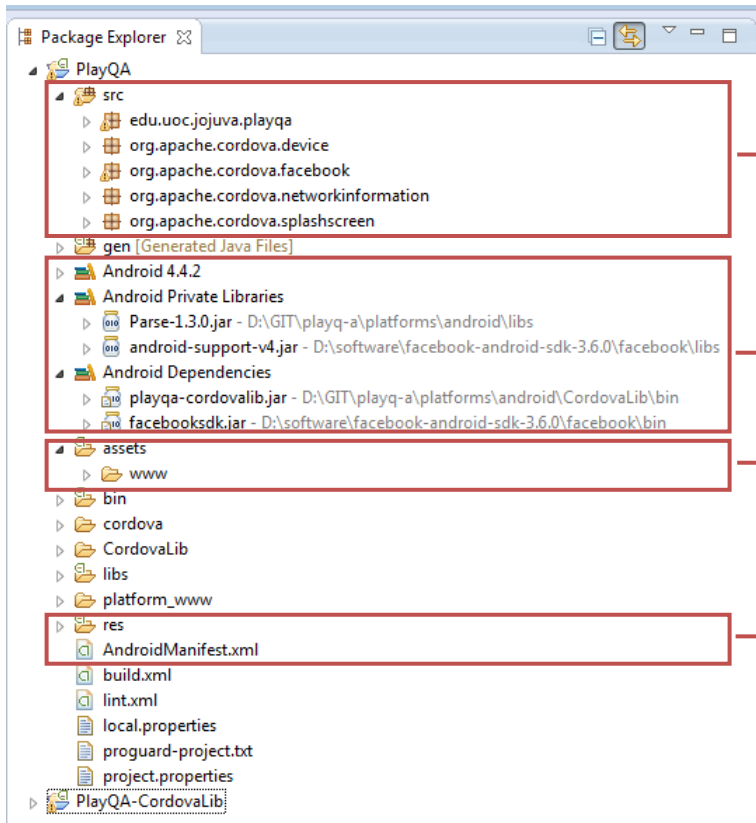 Package Explorer
PlayQA
src
edu.uoc.jojuva.playqa
org.apache.cordova.device
org.apache.cordova.facebook
org.apache.cordova.networkinformation
org.apache.cordova.splashscreen
gen [Generated Java Files]
Android 4.4.2
Android Private Libraries
Parse-1.3.0.jar - D:\GIT\playq-a\platforms\android\libs
android-support-v4.jar - D:\software\facebook-android-sdk-3.6.0\facebook\libs
Android Dependencies
playqa-cordovalib.jar - D:\GIT\playq-a\platforms\android\CordovaLib\bin
facebooksdk.jar - D:\software\facebook-android-sdk-3.6.0\facebook\bin
assets
www
bin
cordova
CordovaLib
libs
platform_www
res
AndroidManifest.xml
build.xml
lint.xml
local.properties
proguard-project.txt
project.properties
PlayQA-CordovaLib